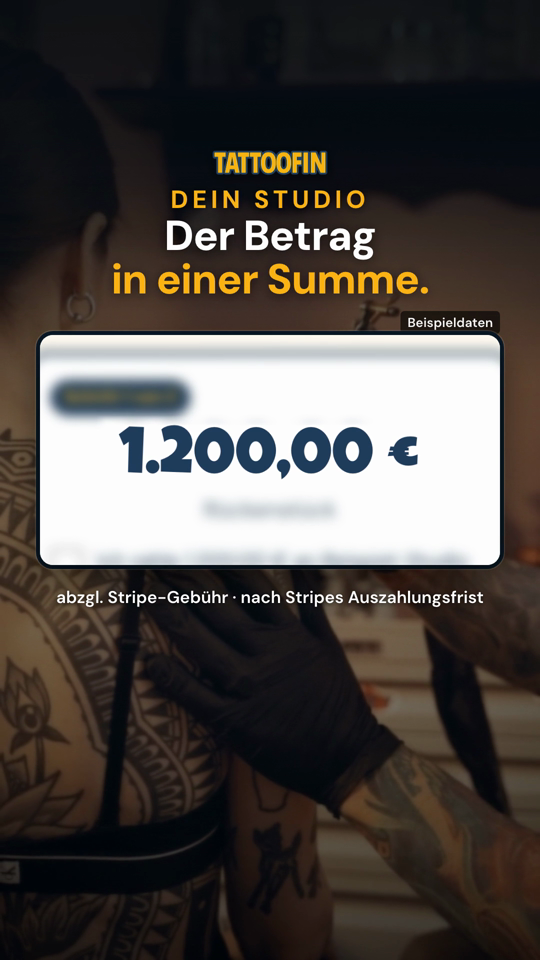 TATTOOFIN
DEIN STUDIO
Der Betrag
in einer Summe.
Beispieldaten
1.200,00 €
abzgl. Stripe-Gebühr · nach Stripes Auszahlungsfrist